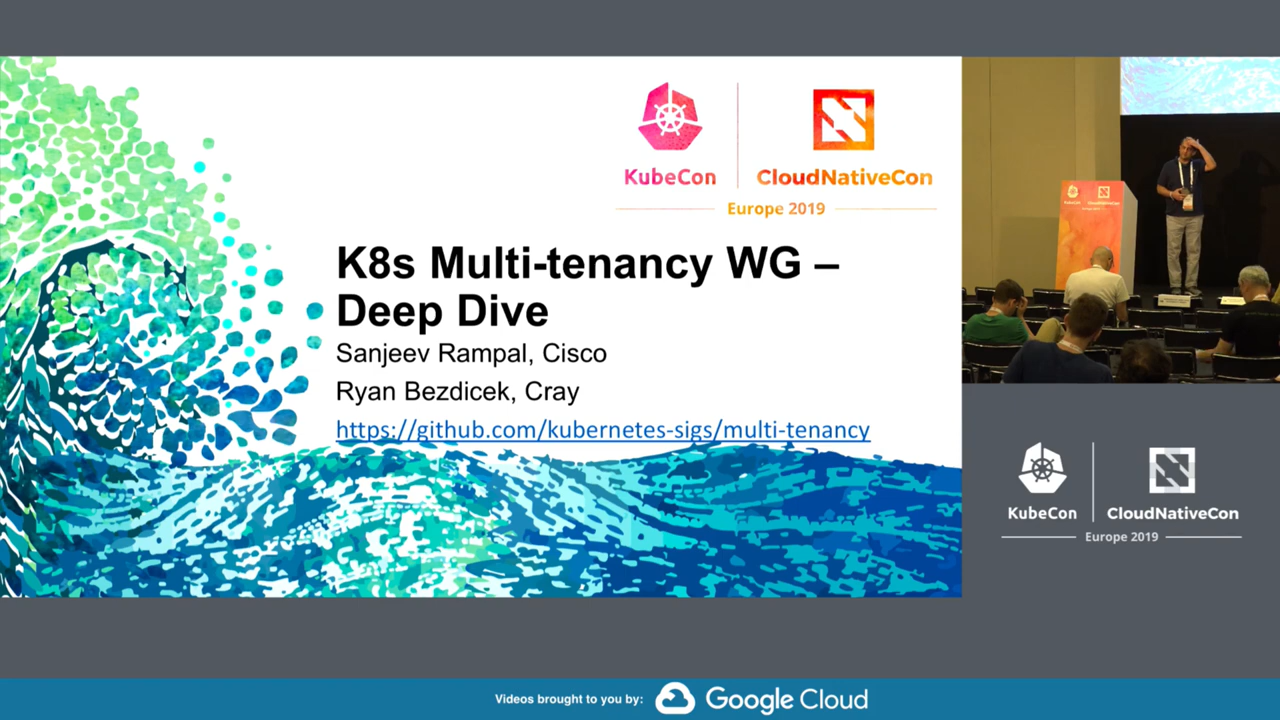 KubeCon
CloudNativeCon
Europe 2019
K8s Multi-tenancy WG –
Deep Dive
Sanjeev Rampal, Cisco
Ryan Bezdicek, Cray
https://github.com/kubernetes-sigs/multi-tenancy
KubeCon
CloudNativeCon
Europe 2019
Videos brought to you by: Google Cloud